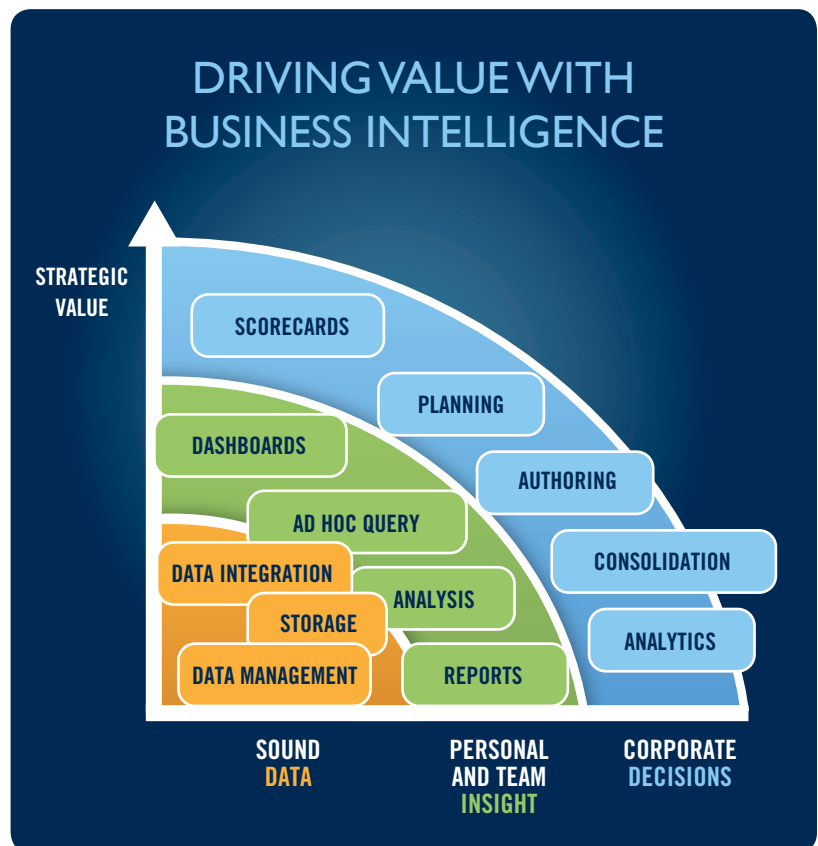 DRIVING VALUE WITH
BUSINESS INTELLIGENCE
STRATEGIC
VALUE
SCORECARDS
PLANNING
DASHBOARDS
AUTHORING
AD HOC QUERY
CONSOLIDATION
DATA INTEGRATION
ANALYSIS
STORAGE
ANALYTICS
DATA MANAGEMENT
REPORTS
SOUND
DATA
PERSONAL
AND TEAM
INSIGHT
CORPORATE
DECISIONS